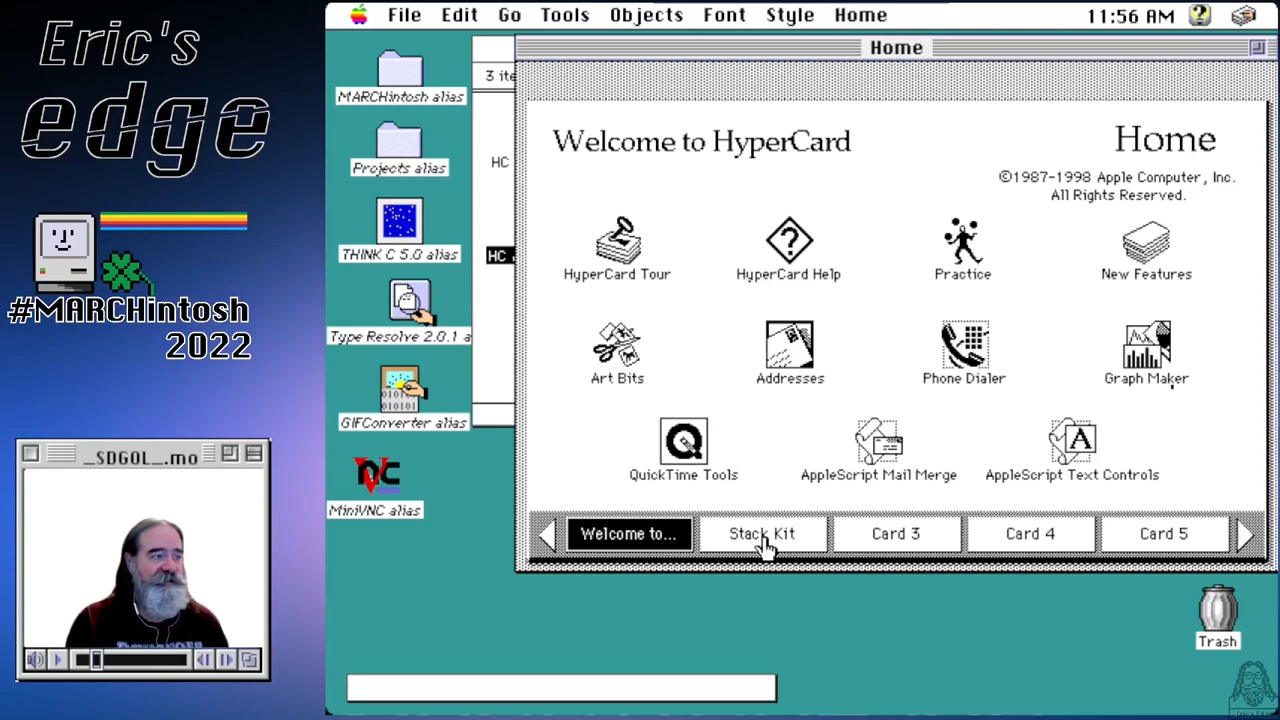 Eric's
edge
#MARCHintosh
2022
_SDGOL_.mn
File Edit Go Tools Objects Font Style Home 11:56 AM
MARCHintosh alias
Projects alias
THINK C 5.0 alias
Type Resolve 2.0.1 a
GIFConverter alias
MiniVNC alias
3 ite
HC
HC
Home
Welcome to HyperCard
Home
©1987-1998 Apple Computer, Inc.
All Rights Reserved.
HyperCard Tour
HyperCard Help
Practice
New Features
Art Bits
Addresses
Phone Dialer
Graph Maker
QuickTime Tools
AppleScript Mail Merge
AppleScript Text Controls
Welcome to...
Stack Kit
Card 3
Card 4
Card 5
Trash